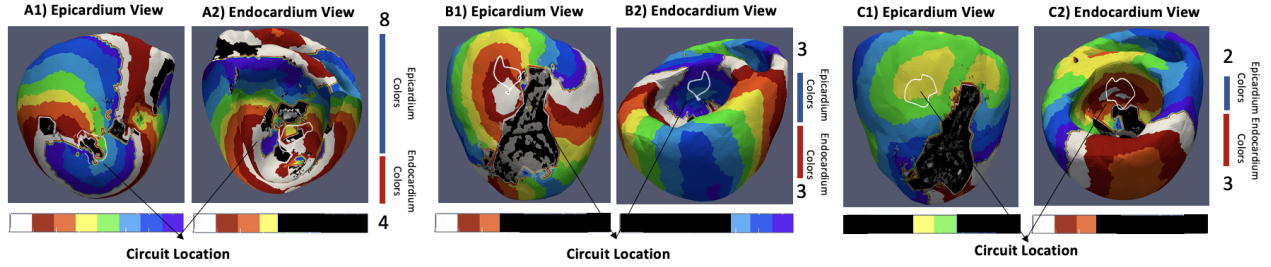 A1) Epicardium View
A2) Endocardium View
8
Epicardium
Colors
Endocardium
Colors
4
Circuit Location
B1) Epicardium View
B2) Endocardium View
3
Epicardium
Colors
Endocardium
Colors
3
Circuit Location
C1) Epicardium View
C2) Endocardium View
2
Epicardium
Colors
Endocardium
Colors
3
Circuit Location